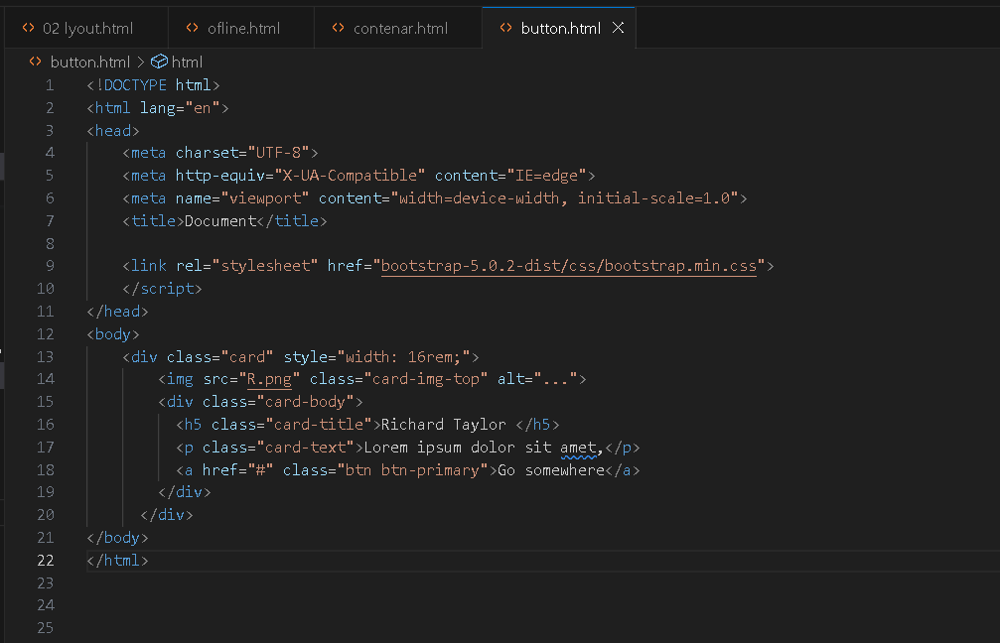 02 lyout.html ofline.html contenar.html button.html
button.html > html
1 <!DOCTYPE html>
2 <html lang="en">
3 <head>
4 <meta charset="UTF-8">
5 <meta http-equiv="X-UA-Compatible" content="IE=edge">
6 <meta name="viewport" content="width=device-width, initial-scale=1.0">
7 <title>Document</title>
8
9 <link rel="stylesheet" href="bootstrap-5.0.2-dist/css/bootstrap.min.css">
10 </script>
11 </head>
12 <body>
13 <div class="card" style="width: 16rem;">
14 <img src="R.png" class="card-img-top" alt="...">
15 <div class="card-body">
16 <h5 class="card-title">Richard Taylor </h5>
17 <p class="card-text">Lorem ipsum dolor sit amet,</p>
18 <a href="#" class="btn btn-primary">Go somewhere</a>
19 </div>
20 </div>
21 </body>
22 </html>
23
24
25